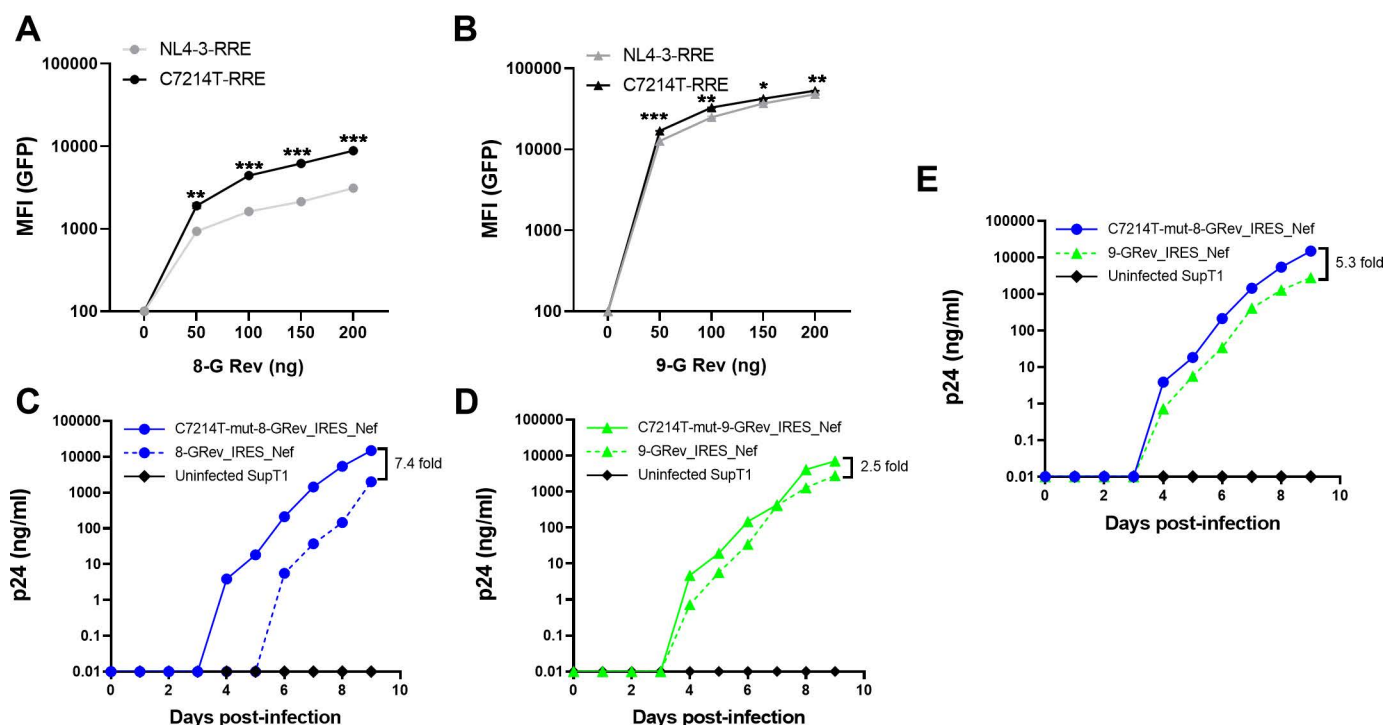 A
NL4-3-RRE
C7214T-RRE
MFI (GFP)
100000
10000
1000
100
** *** *** ***
0 50 100 150 200
8-G Rev (ng)
B
NL4-3-RRE
C7214T-RRE
MFI (GFP)
100000
10000
1000
100
*** ** * **
0 50 100 150 200
9-G Rev (ng)
C
C7214T-mut-8-GRev_IRES_Nef
8-GRev_IRES_Nef
Uninfected SupT1
7.4 fold
p24 (ng/ml)
100000
10000
1000
100
10
1
0.1
0.01
0 2 4 6 8 10
Days post-infection
D
C7214T-mut-9-GRev_IRES_Nef
9-GRev_IRES_Nef
Uninfected SupT1
2.5 fold
p24 (ng/ml)
100000
10000
1000
100
10
1
0.1
0.01
0 2 4 6 8 10
Days post-infection
E
C7214T-mut-8-GRev_IRES_Nef
9-GRev_IRES_Nef
Uninfected SupT1
5.3 fold
p24 (ng/ml)
100000
10000
1000
100
10
1
0.1
0.01
0 2 4 6 8 10
Days post-infection